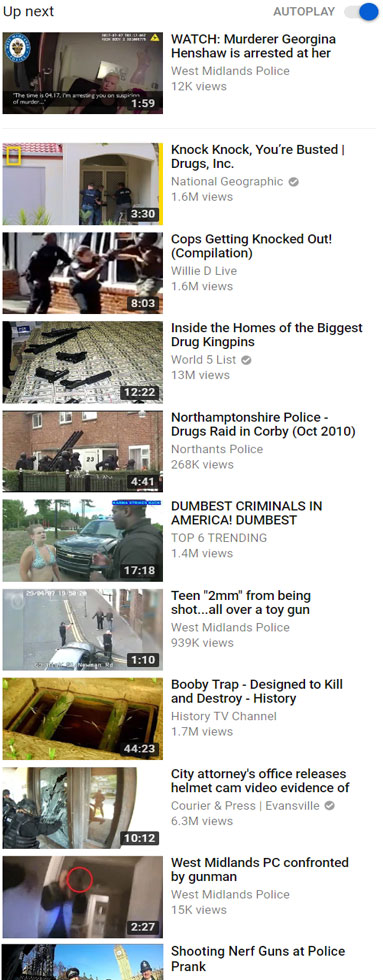 Up next
AUTOPLAY
WATCH: Murderer Georgina
Henshaw is arrested at her
West Midlands Police
12K views
"The time is 04.17, I'm arresting you on suspicion
of murder..."
1:59
Knock Knock, You’re Busted |
Drugs, Inc.
National Geographic
1.6M views
3:30
Cops Getting Knocked Out!
(Compilation)
Willie D Live
1.6M views
8:03
Inside the Homes of the Biggest
Drug Kingpins
World 5 List
13M views
12:22
Northamptonshire Police -
Drugs Raid in Corby (Oct 2010)
Northants Police
268K views
23
4:41
DUMBEST CRIMINALS IN
AMERICA! DUMBEST
TOP 6 TRENDING
1.4M views
17:18
Teen "2mm" from being
shot...all over a toy gun
West Midlands Police
939K views
1:10
Booby Trap - Designed to Kill
and Destroy - History
History TV Channel
1.7M views
44:23
City attorney's office releases
helmet cam video evidence of
Courier & Press | Evansville
6.3M views
10:12
West Midlands PC confronted
by gunman
West Midlands Police
15K views
2:27
Shooting Nerf Guns at Police
Prank